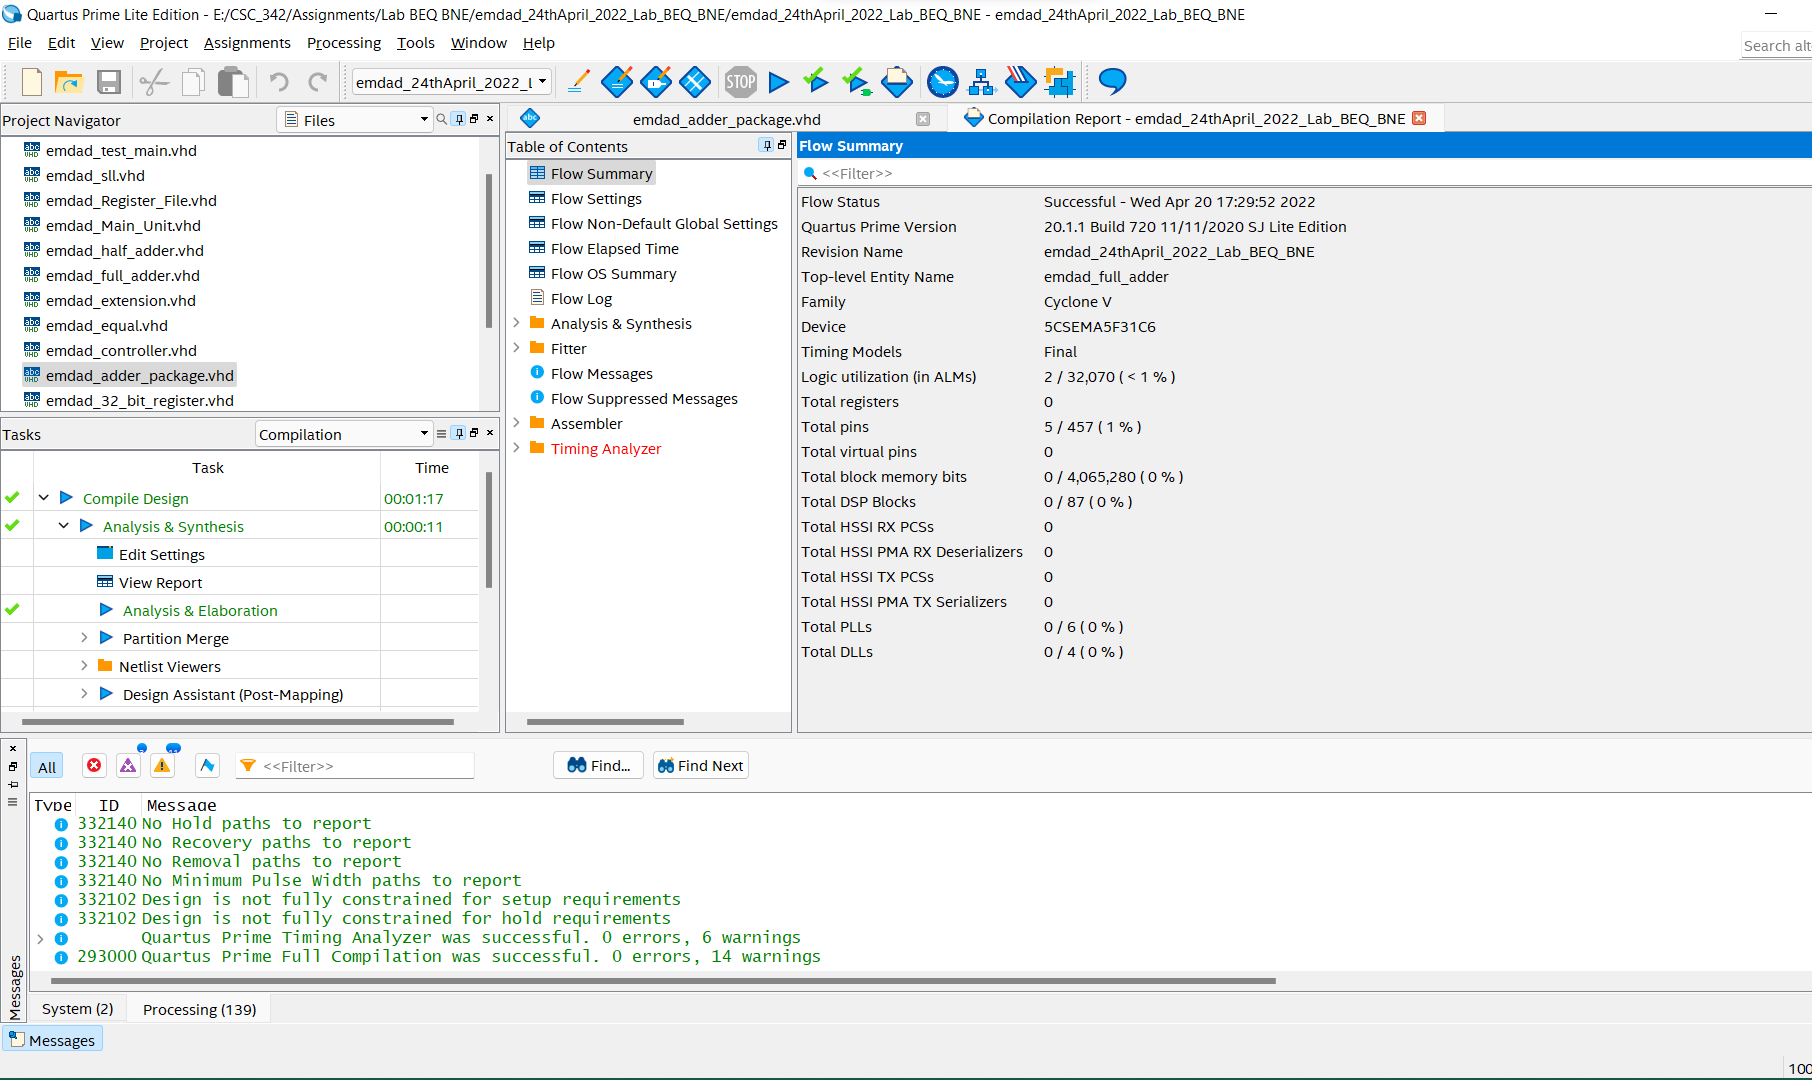 Quartus Prime Lite Edition - E:/CSC_342/Assignments/Lab BEQ BNE/emdad_24thApril_2022_Lab_BEQ_BNE/emdad_24thApril_2022_Lab_BEQ_BNE - emdad_24thApril_2022_Lab_BEQ_BNE
File Edit View Project Assignments Processing Tools Window Help
Search alt
emdad_24thApril_2022_L
STOP
Project Navigator
Files
emdad_test_main.vhd
emdad_sll.vhd
emdad_Register_File.vhd
emdad_Main_Unit.vhd
emdad_half_adder.vhd
emdad_full_adder.vhd
emdad_extension.vhd
emdad_equal.vhd
emdad_controller.vhd
emdad_adder_package.vhd
emdad_32_bit_register.vhd
Tasks
Compilation
Task Time
Compile Design 00:01:17
Analysis & Synthesis 00:00:11
Edit Settings
View Report
Analysis & Elaboration
Partition Merge
Netlist Viewers
Design Assistant (Post-Mapping)
emdad_adder_package.vhd
Compilation Report - emdad_24thApril_2022_Lab_BEQ_BNE
Table of Contents
Flow Summary
Flow Settings
Flow Non-Default Global Settings
Flow Elapsed Time
Flow OS Summary
Flow Log
Analysis & Synthesis
Fitter
Flow Messages
Flow Suppressed Messages
Assembler
Timing Analyzer
Flow Summary
<<Filter>>
Flow Status Successful - Wed Apr 20 17:29:52 2022
Quartus Prime Version 20.1.1 Build 720 11/11/2020 SJ Lite Edition
Revision Name emdad_24thApril_2022_Lab_BEQ_BNE
Top-level Entity Name emdad_full_adder
Family Cyclone V
Device 5CSEMA5F31C6
Timing Models Final
Logic utilization (in ALMs) 2 / 32,070 ( < 1 % )
Total registers 0
Total pins 5 / 457 ( 1 % )
Total virtual pins 0
Total block memory bits 0 / 4,065,280 ( 0 % )
Total DSP Blocks 0 / 87 ( 0 % )
Total HSSI RX PCSs 0
Total HSSI PMA RX Deserializers 0
Total HSSI TX PCSs 0
Total HSSI PMA TX Serializers 0
Total PLLs 0 / 6 ( 0 % )
Total DLLs 0 / 4 ( 0 % )
All
<<Filter>>
Find...
Find Next
Type ID Message
332140 No Hold paths to report
332140 No Recovery paths to report
332140 No Removal paths to report
332140 No Minimum Pulse Width paths to report
332102 Design is not fully constrained for setup requirements
332102 Design is not fully constrained for hold requirements
Quartus Prime Timing Analyzer was successful. 0 errors, 6 warnings
293000 Quartus Prime Full Compilation was successful. 0 errors, 14 warnings
Messages
System (2)
Processing (139)
Messages
100